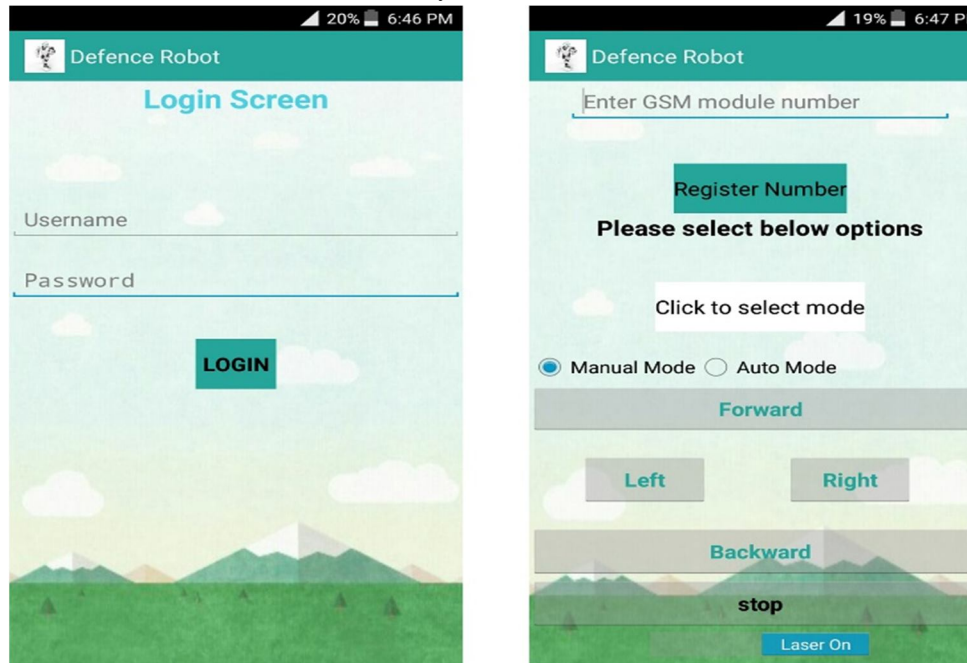 20% 6:46 PM
Defence Robot
Login Screen
Username
Password
LOGIN
19% 6:47 P
Defence Robot
Enter GSM module number
Register Number
Please select below options
Click to select mode
Manual Mode Auto Mode
Forward
Left Right
Backward
stop
Laser On